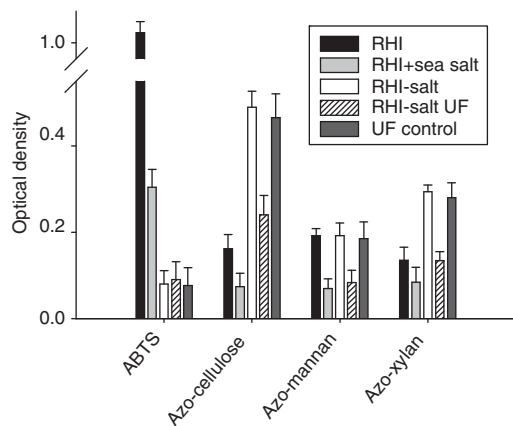 Optical density
1.0
0.4
0.2
0.0
RHI
RHI+sea salt
RHI-salt
RHI-salt UF
UF control
ABTS
Azo-cellulose
Azo-mannan
Azo-xylan